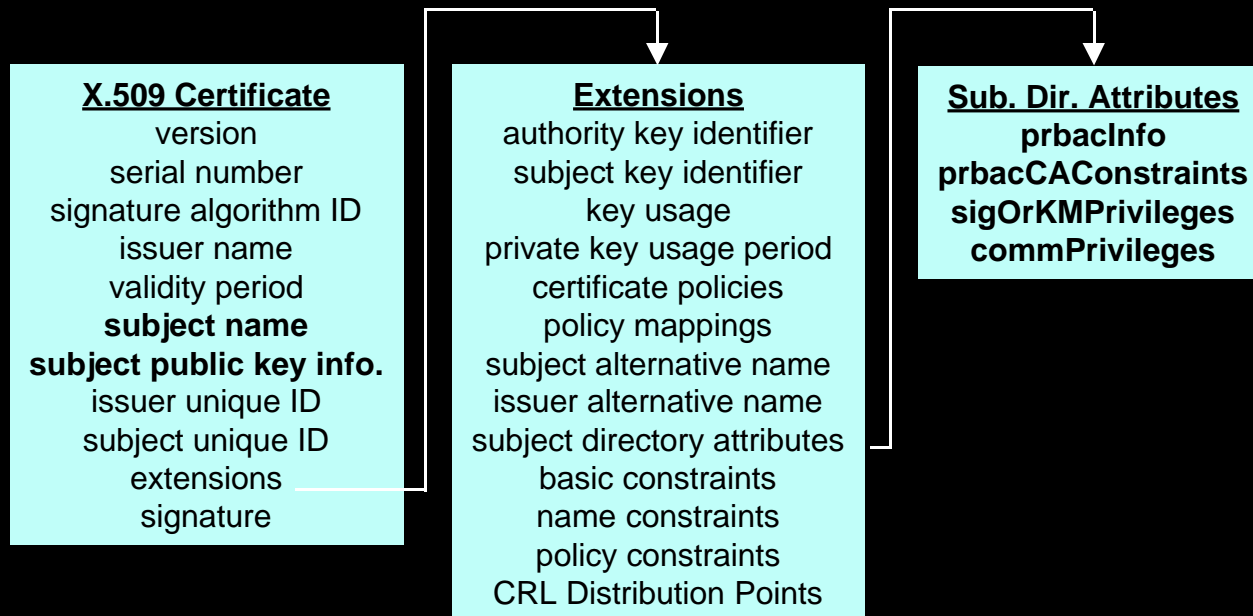 X.509 Certificate
version
serial number
signature algorithm ID
issuer name
validity period
subject name
subject public key info.
issuer unique ID
subject unique ID
extensions
signature
Extensions
authority key identifier
subject key identifier
key usage
private key usage period
certificate policies
policy mappings
subject alternative name
issuer alternative name
subject directory attributes
basic constraints
name constraints
policy constraints
CRL Distribution Points
Sub. Dir. Attributes
prbacInfo
prbacCAConstraints
sigOrKMPrivileges
commPrivileges